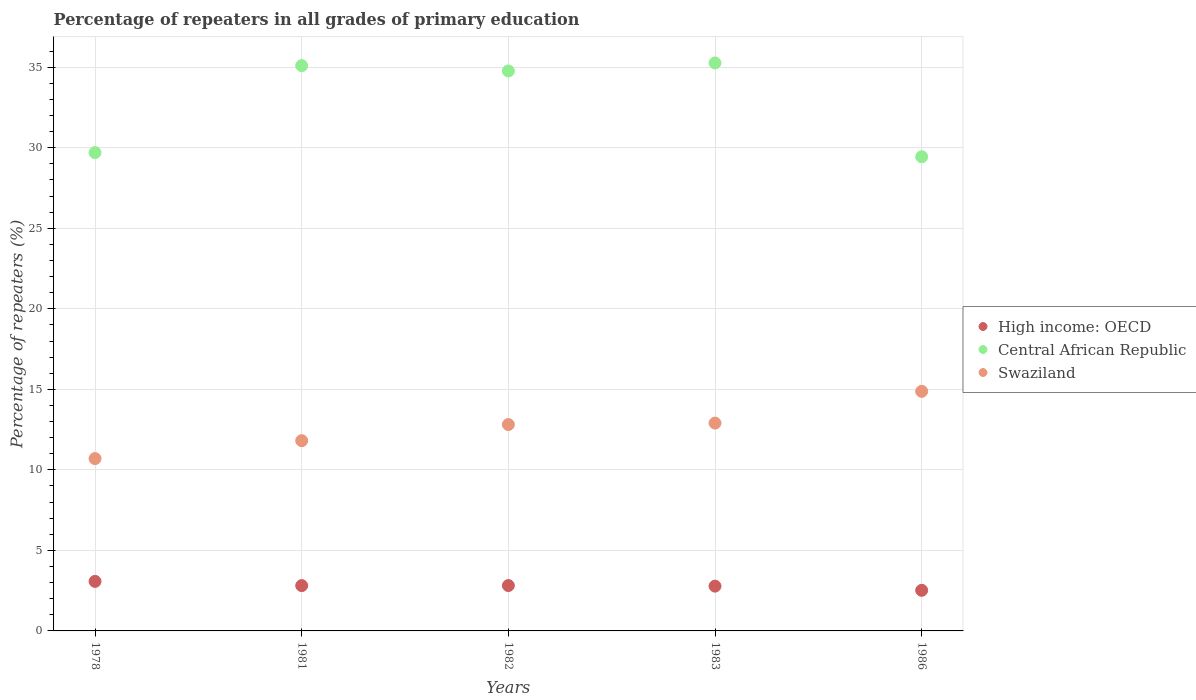 Percentage of repeaters in all grades of primary education
Percentage of repeaters (%)
35
30
25
20
15
10
5
0
1978
1981
1982
1983
1986
Years
High income: OECD
Central African Republic
Swaziland